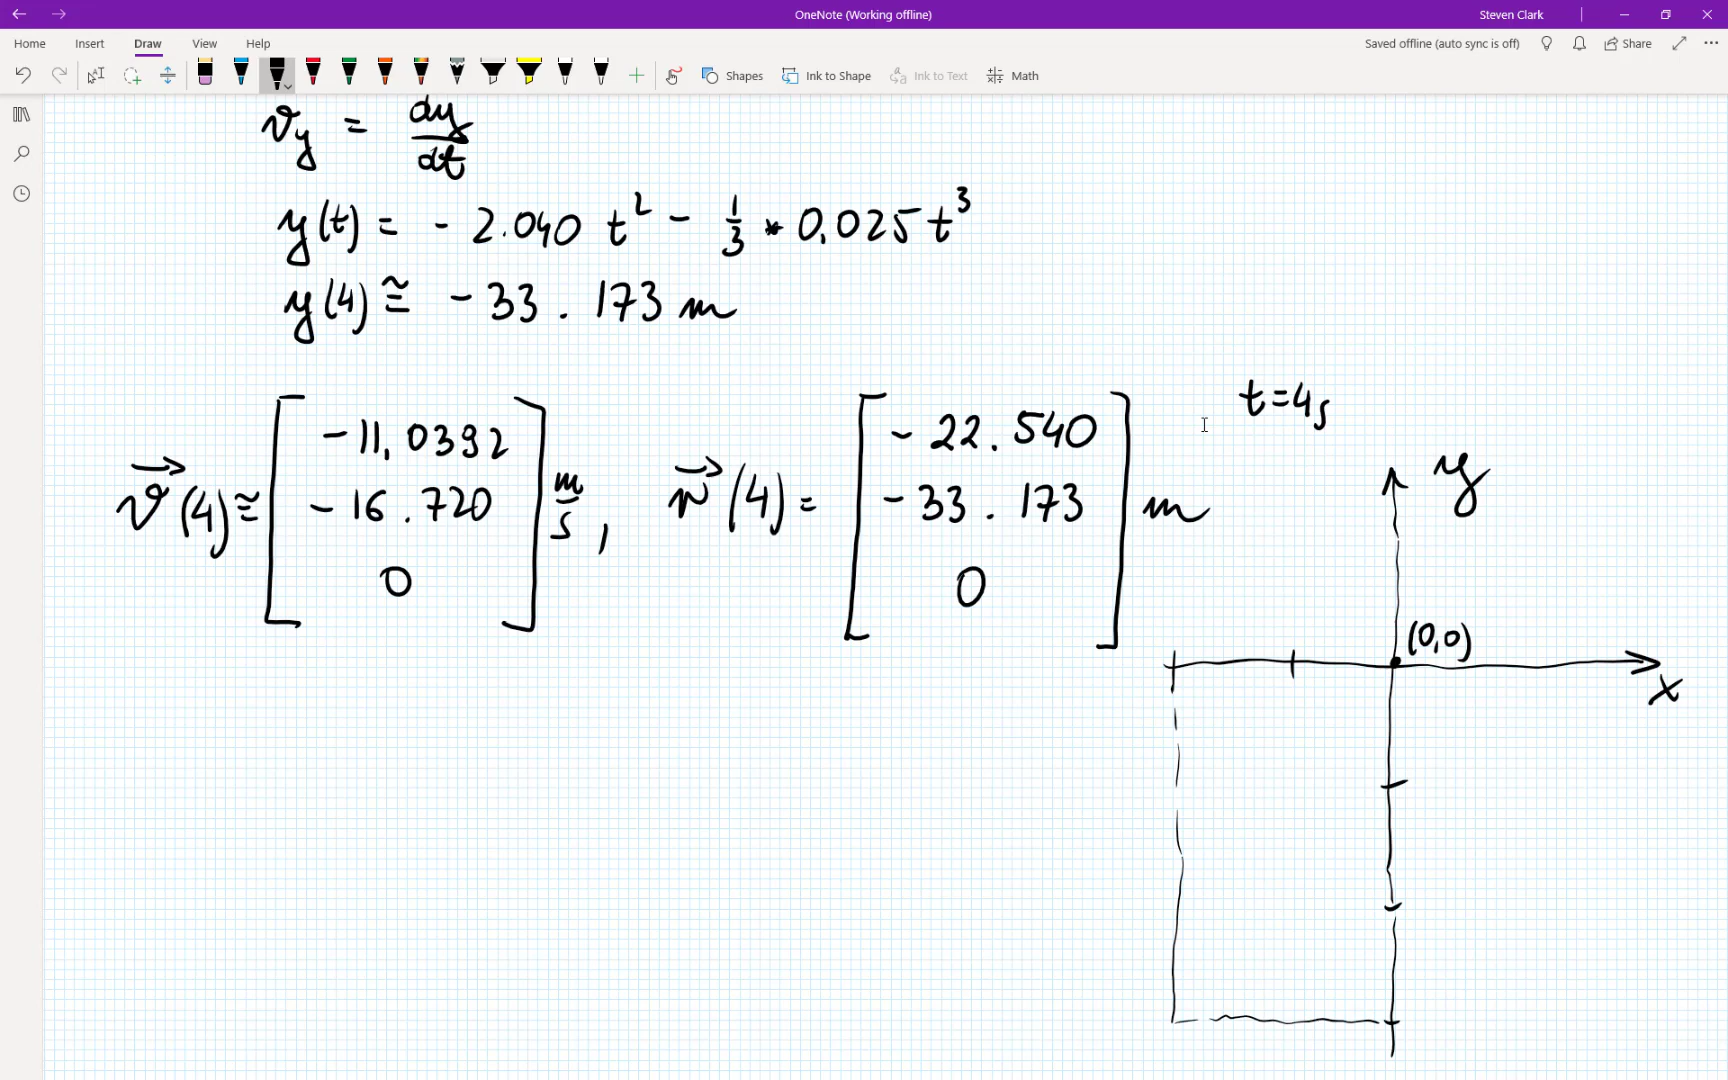 OneNote (Working offline)
Steven Clark
Home Insert Draw View Help
Saved offline (auto sync is off)
Share
Shapes
Ink to Shape
Ink to Text
Math
v_y = dy/dt
y(t) = - 2.040 t² - 1/3 * 0,025 t³
y(4) ≅ - 33.173 m
v⃗(4) ≅ [ -11,0392 -16.720 0 ] m/s , r⃗(4) = [ -22.540 -33.173 0 ] m
t=4s
y
(0,0)
x